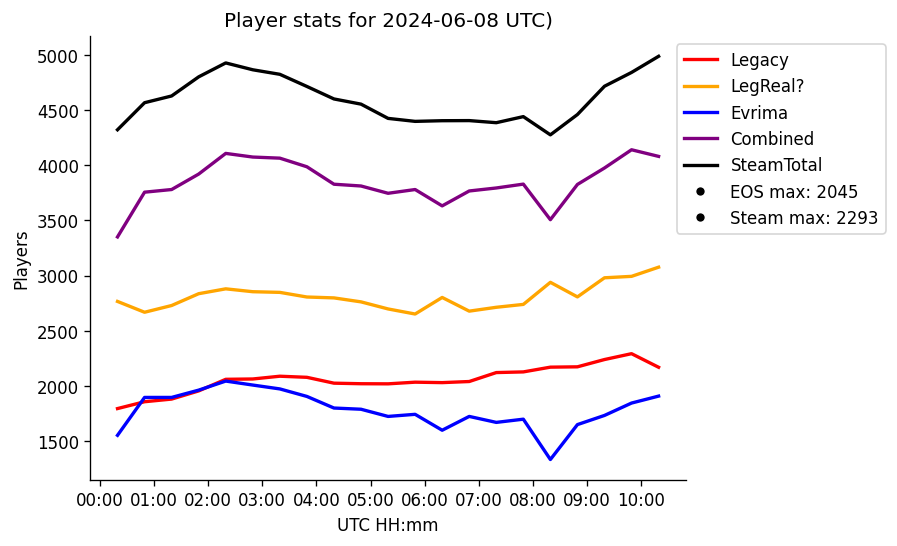 Player stats for 2024-06-08 UTC)
Players
5000
4500
4000
3500
3000
2500
2000
1500
00:00 01:00 02:00 03:00 04:00 05:00 06:00 07:00 08:00 09:00 10:00
UTC HH:mm
Legacy
LegReal?
Evrima
Combined
SteamTotal
EOS max: 2045
Steam max: 2293